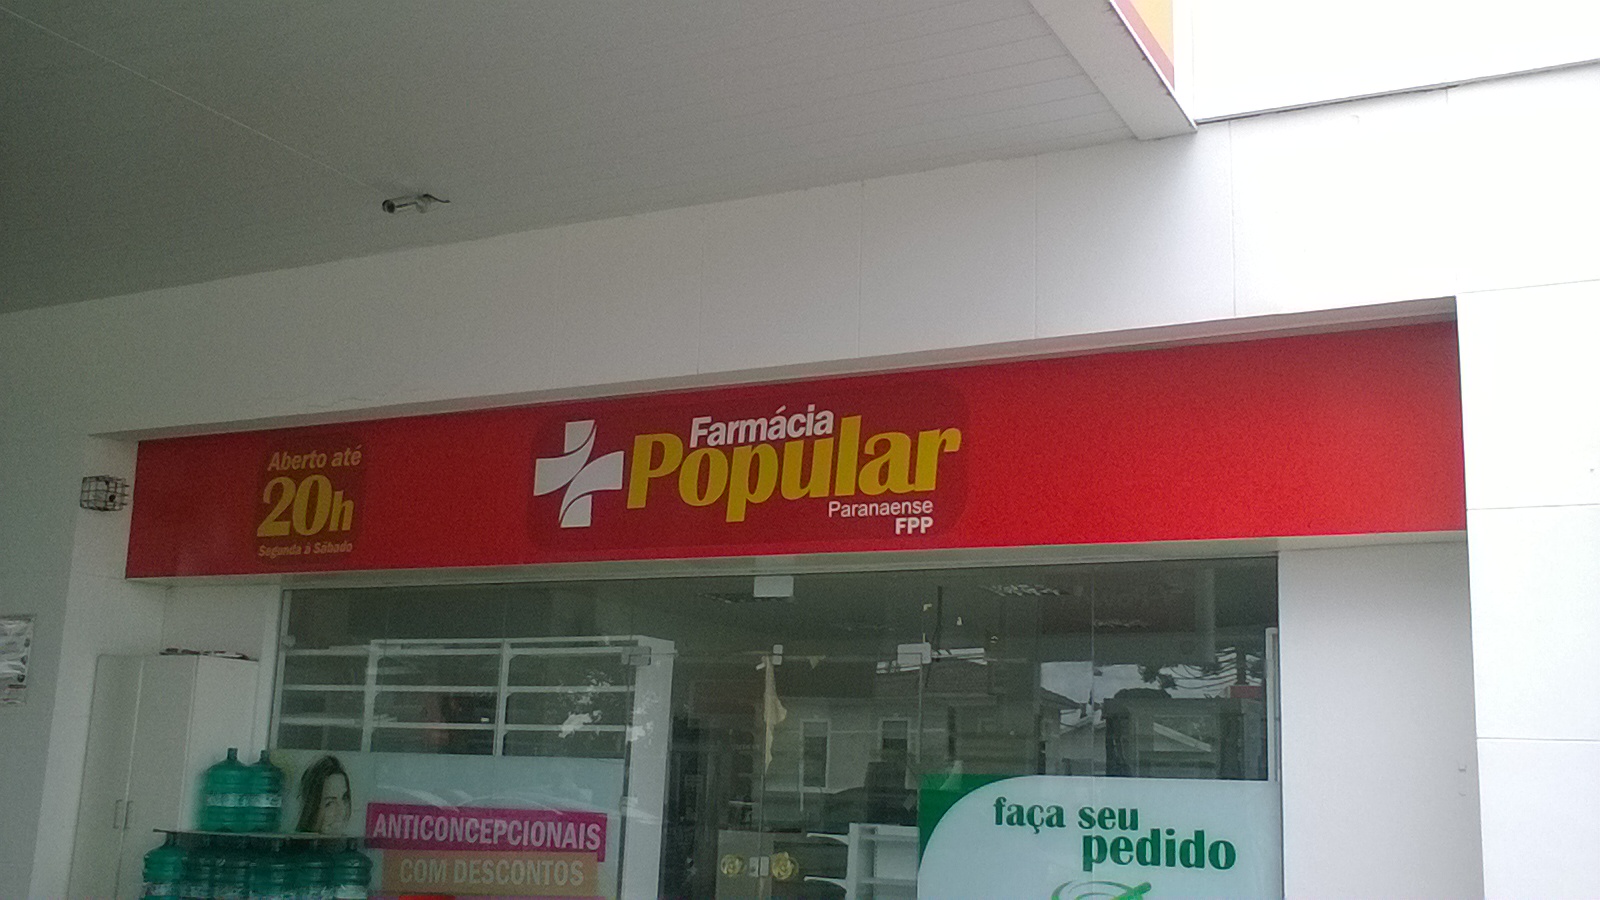 Aberto até
20h
Segunda a Sábado
Farmácia
Popular
Paranaense
FPP
ANTICONCEPCIONAIS
COM DESCONTOS
faça seu
pedido